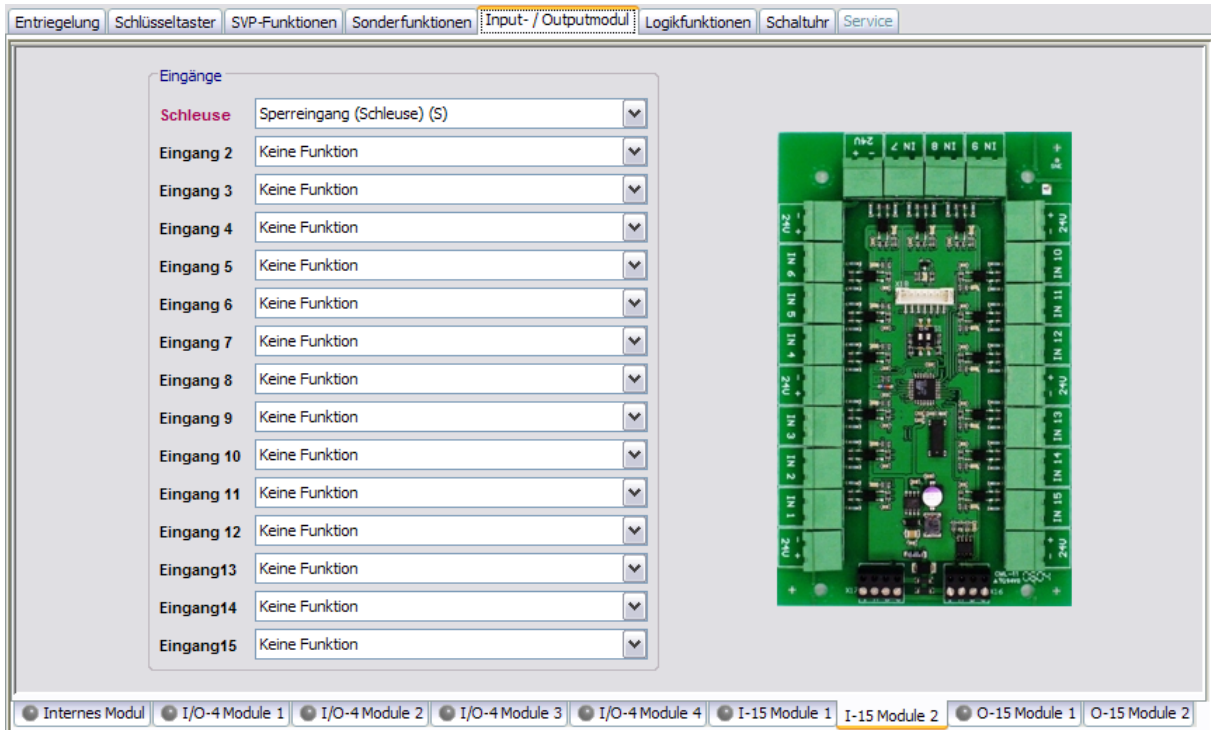 Entriegelung Schlüsseltaster SVP-Funktionen Sonderfunktionen Input- / Outputmodul Logikfunktionen Schaltuhr Service
Eingänge
Schleuse Sperreingang (Schleuse) (S)
Eingang 2 Keine Funktion
Eingang 3 Keine Funktion
Eingang 4 Keine Funktion
Eingang 5 Keine Funktion
Eingang 6 Keine Funktion
Eingang 7 Keine Funktion
Eingang 8 Keine Funktion
Eingang 9 Keine Funktion
Eingang 10 Keine Funktion
Eingang 11 Keine Funktion
Eingang 12 Keine Funktion
Eingang13 Keine Funktion
Eingang14 Keine Funktion
Eingang15 Keine Funktion
24V - + IN 7 IN 8 IN 9
24V - +
IN 6
IN 5
IN 4
24V - +
IN 3
IN 2
IN 1
24V - +
+ - 24V
IN 10
IN 11
IN 12
+ - 24V
IN 13
IN 14
IN 15
+ - 24V
X16
0804
Internes Modul I/O-4 Module 1 I/O-4 Module 2 I/O-4 Module 3 I/O-4 Module 4 I-15 Module 1 I-15 Module 2 O-15 Module 1 O-15 Module 2